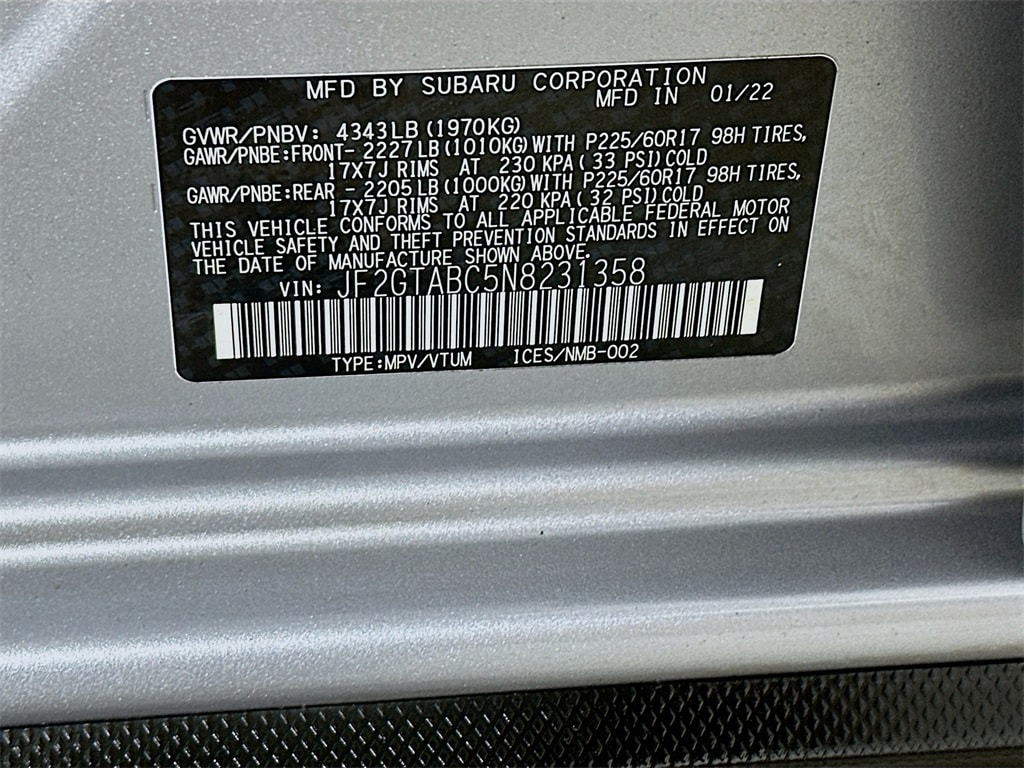 MFD BY SUBARU CORPORATION
MFD IN 01/22
GVWR/PNBV: 4343LB (1970KG)
GAWR/PNBE:FRONT- 2227LB (1010KG) WITH P225/60R17 98H TIRES,
17X7J RIMS AT 230 KPA ( 33 PSI) COLD
GAWR/PNBE:REAR - 2205LB (1000KG) WITH P225/60R17 98H TIRES,
17X7J RIMS AT 220 KPA ( 32 PSI) COLD
THIS VEHICLE CONFORMS TO ALL APPLICABLE FEDERAL MOTOR
VEHICLE SAFETY AND THEFT PREVENTION STANDARDS IN EFFECT ON
THE DATE OF MANUFACTURE SHOWN ABOVE.
VIN: JF2GTABC5N8231358
TYPE:MPV/VTUM ICES/NMB-002